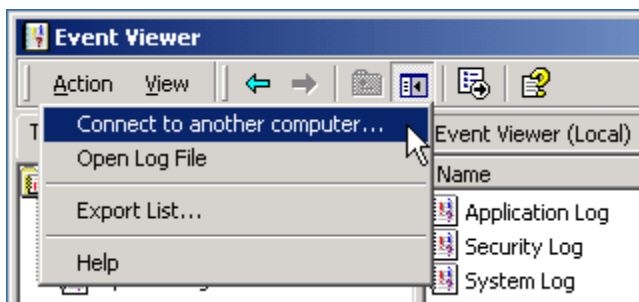 Event Viewer
Action View
Connect to another computer...
Open Log File
Export List...
Help
Event Viewer (Local)
Name
Application Log
Security Log
System Log